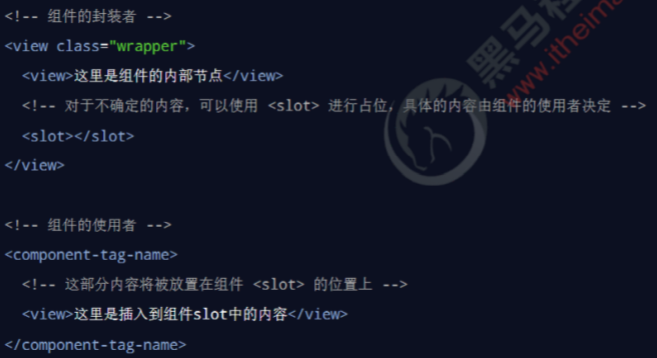 <!-- 组件的封装者 -->
<view class="wrapper">
  <view>这里是组件的内部节点</view>
  <!-- 对于不确定的内容，可以使用 <slot> 进行占位，具体的内容由组件的使用者决定 -->
  <slot></slot>
</view>
<!-- 组件的使用者 -->
<component-tag-name>
  <!-- 这部分内容将被放置在组件 <slot> 的位置上 -->
  <view>这里是插入到组件slot中的内容</view>
</component-tag-name>
黑马程
www.itheima